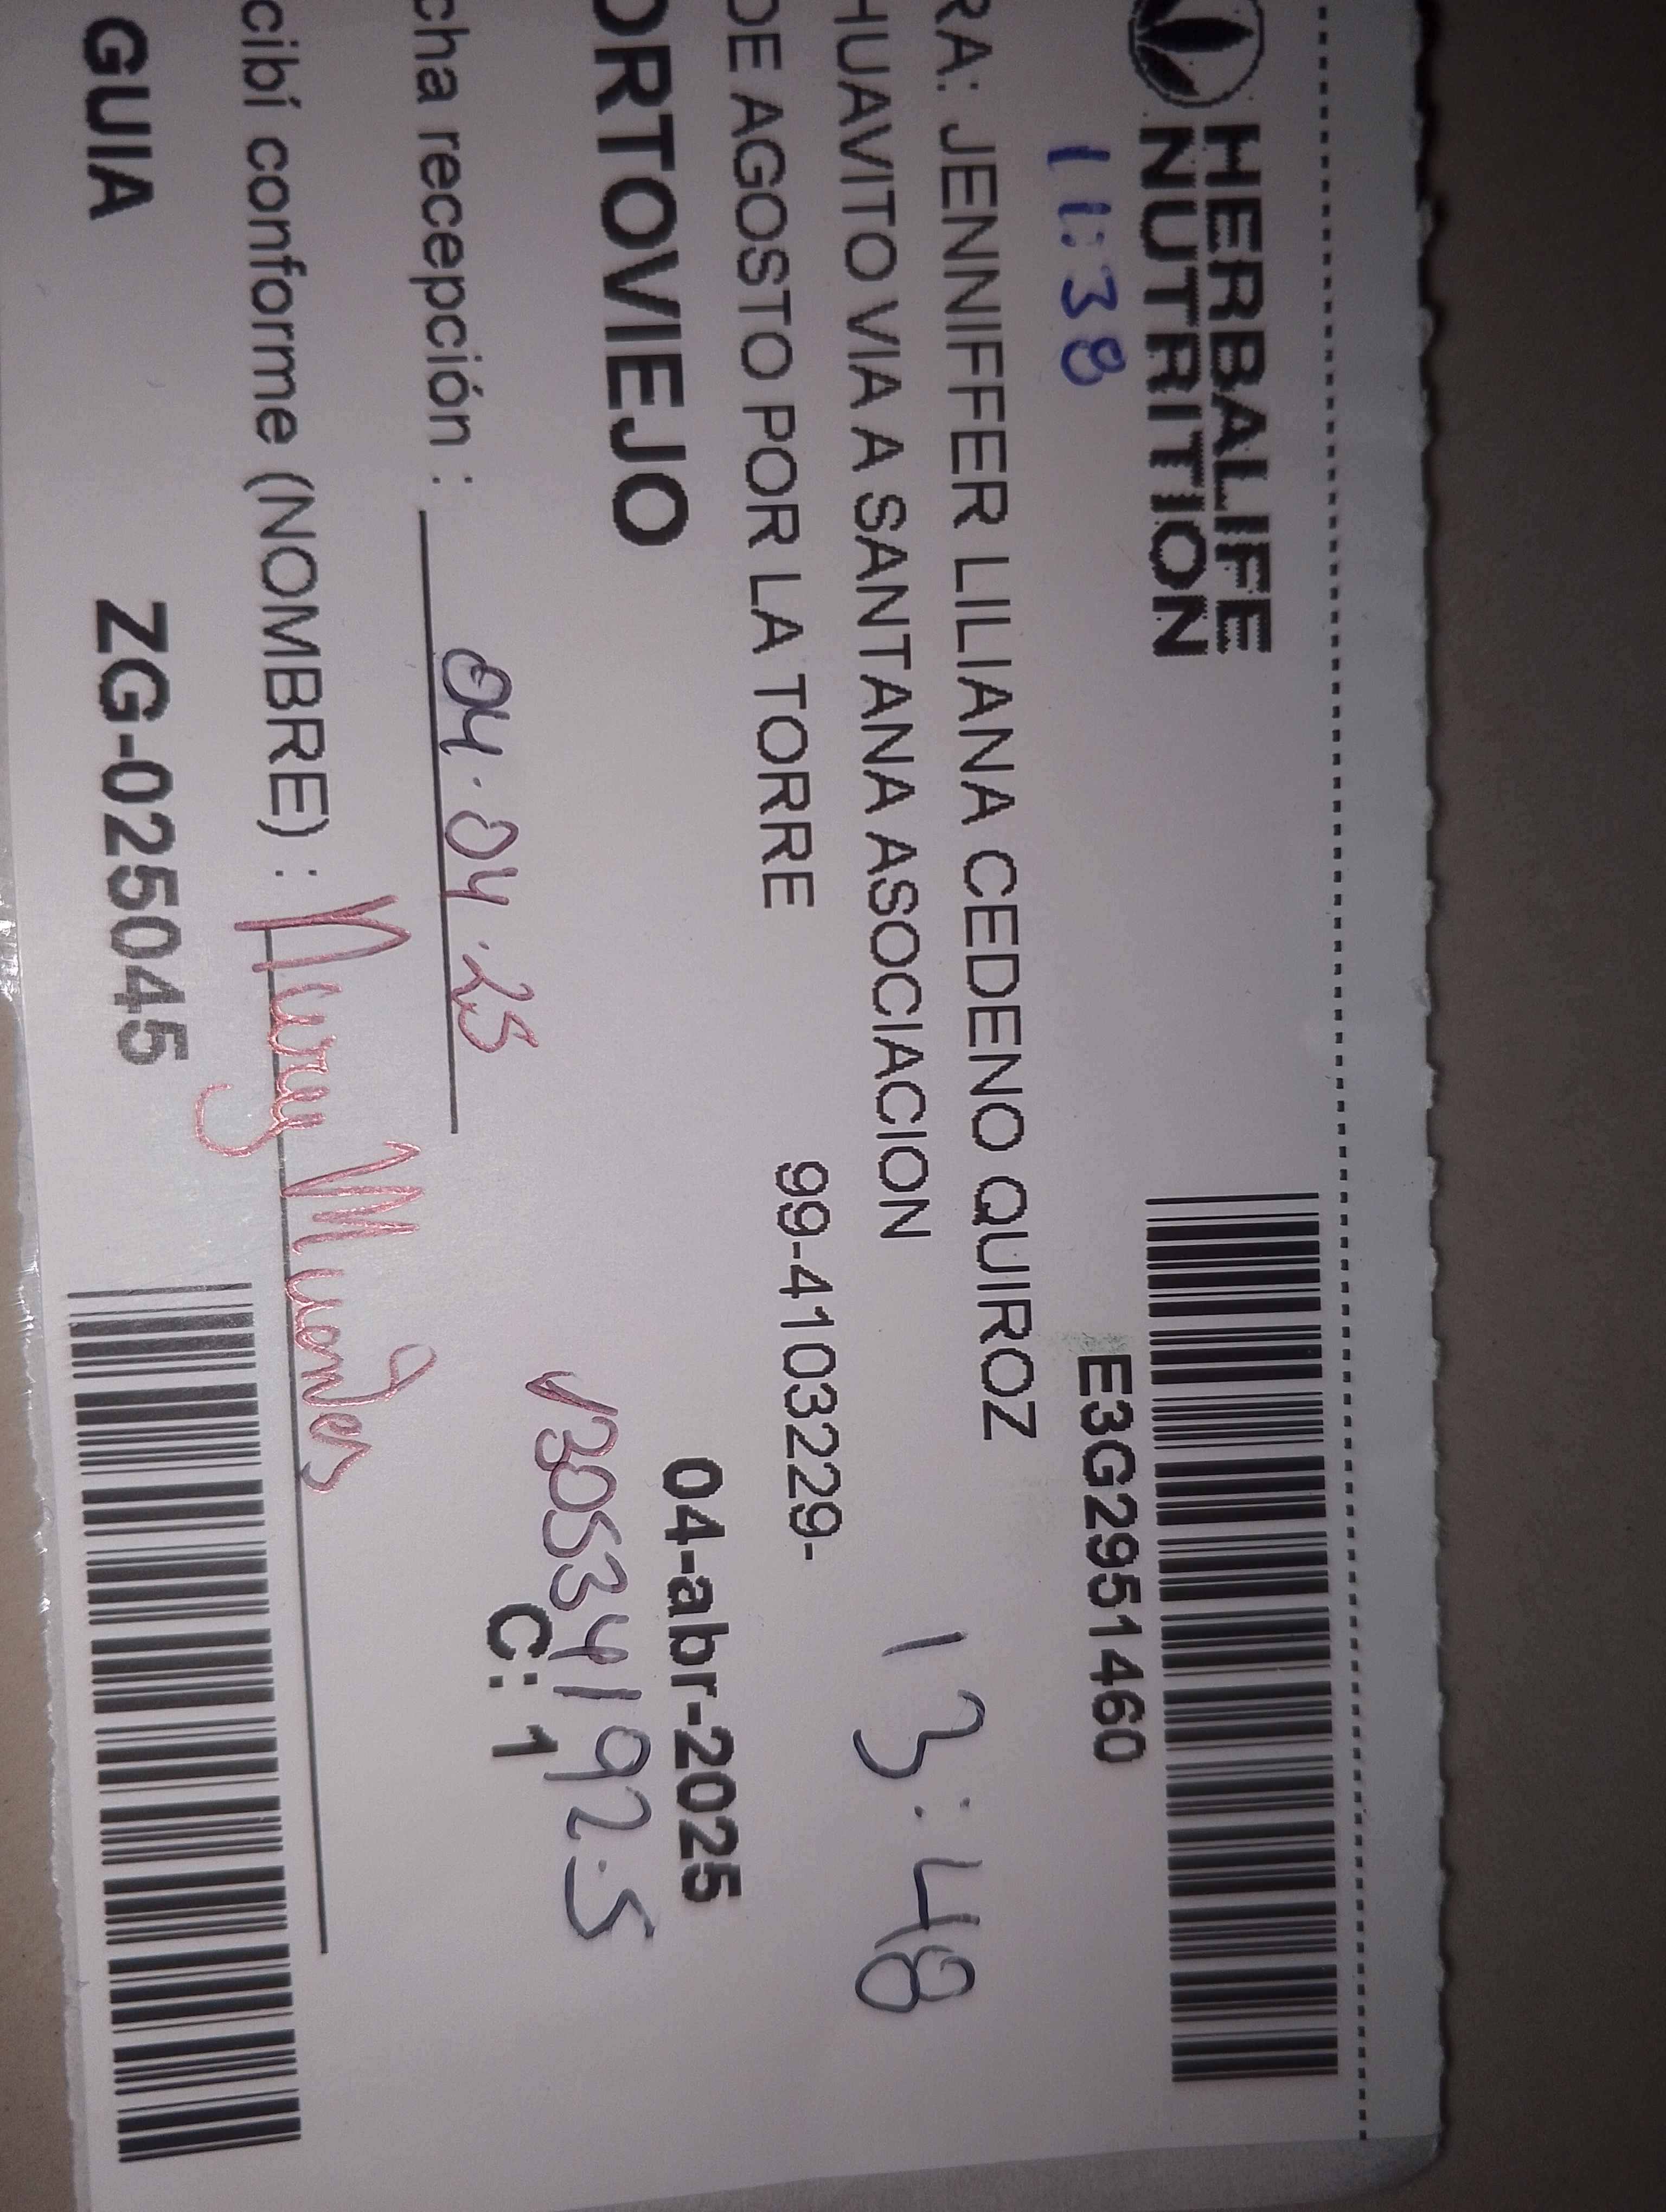 HERBALIFE
NUTRITION
E3G2951460
11:38
RA: JENNIFFER LILIANA CEDENO QUIROZ
HUAVITO VIA A SANTANA ASOCIACION
13:48
DE AGOSTO POR LA TORRE 99-4103229-
ORTOVIEJO 04-abr-2025
C: 1
cha recepción : 04.04.25
cibí conforme (NOMBRE) : Nury Muentes
GUIA ZG-025045